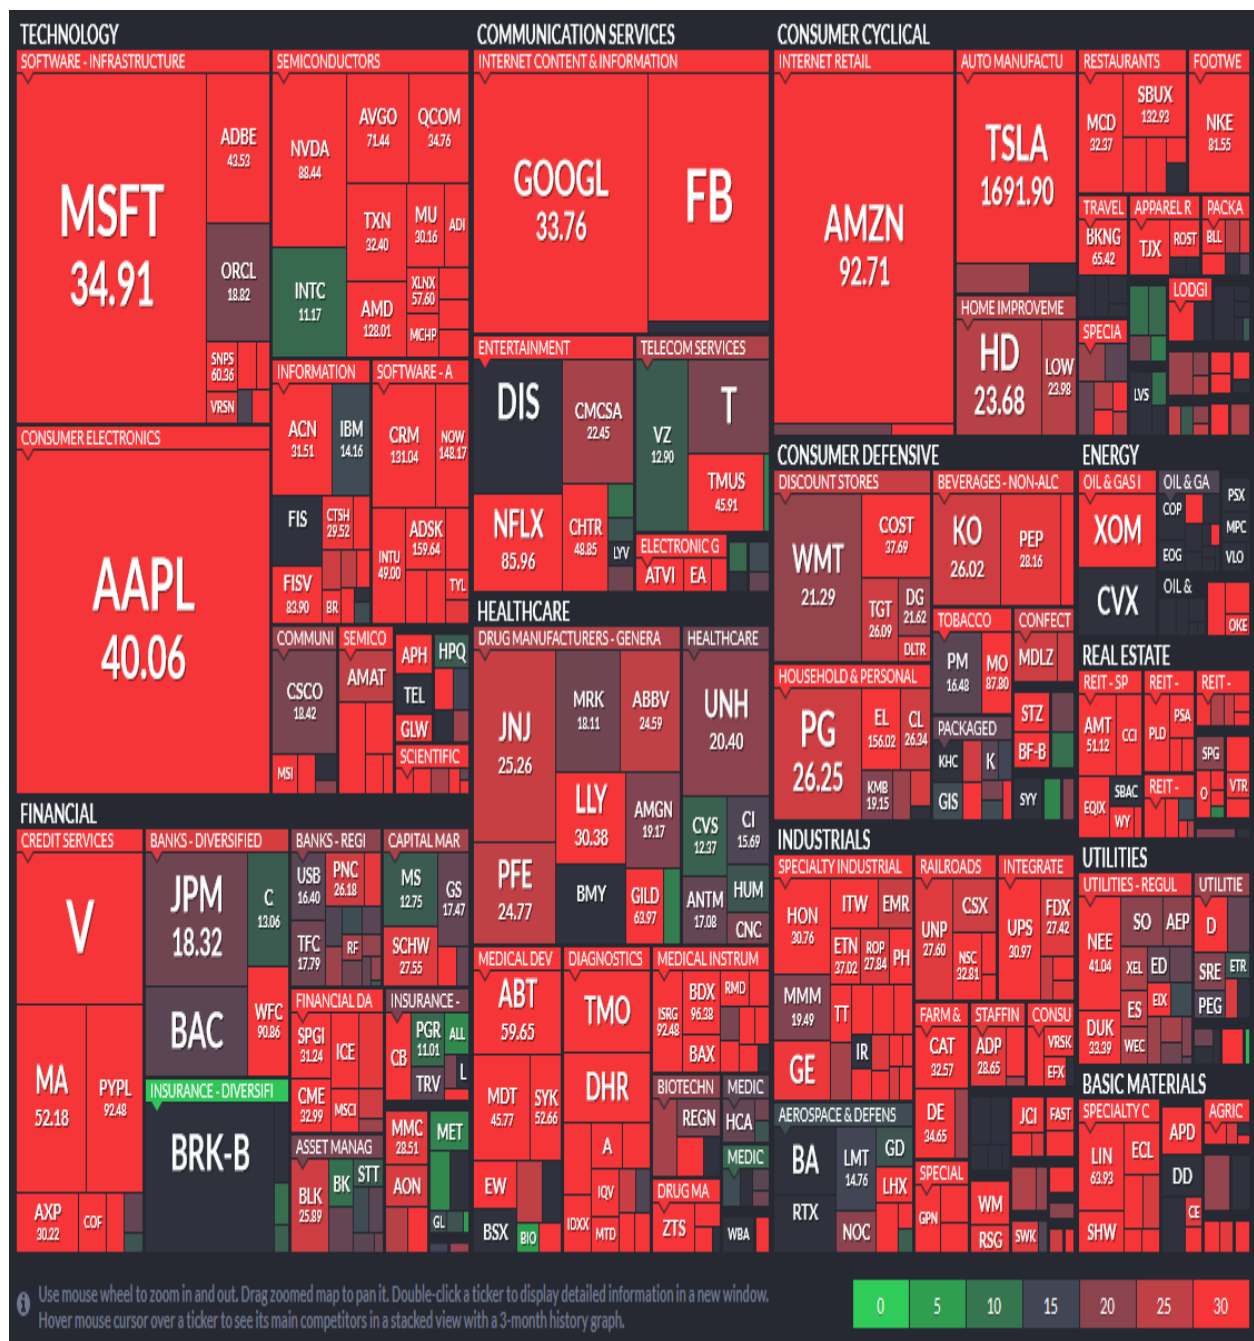 TECHNOLOGY
SOFTWARE - INFRASTRUCTURE
MSFT
34.91
ADBE
43.53
ORCL
18.82
SNPS
60.36
VRSN
SEMICONDUCTORS
NVDA
88.44
AVGO
71.44
QCOM
34.76
TXN
32.40
MU
30.16
ADI
INTC
11.17
AMD
128.01
XLNX
57.60
MCHP
CONSUMER ELECTRONICS
AAPL
40.06
INFORMATION
ACN
31.51
IBM
14.16
FIS
CTSH
29.52
FISV
83.90
BR
SOFTWARE - A
CRM
131.04
NOW
148.17
INTU
49.00
ADSK
159.64
TYL
COMMUNI
CSCO
18.42
MSI
SEMICO
AMAT
APH
HPQ
TEL
GLW
SCIENTIFIC
COMMUNICATION SERVICES
INTERNET CONTENT & INFORMATION
GOOGL
33.76
FB
ENTERTAINMENT
DIS
CMCSA
22.45
NFLX
85.96
CHTR
48.85
LYV
TELECOM SERVICES
VZ
12.90
T
TMUS
45.91
ELECTRONIC G
ATVI
EA
CONSUMER CYCLICAL
INTERNET RETAIL
AMZN
92.71
AUTO MANUFACTU
TSLA
1691.90
HOME IMPROVEME
HD
23.68
LOW
23.98
RESTAURANTS
MCD
32.37
SBUX
132.93
FOOTWE
NKE
81.55
TRAVEL
BKNG
65.42
APPAREL R
TJX
ROST
PACKA
BLL
LODGI
SPECIA
LVS
CONSUMER DEFENSIVE
DISCOUNT STORES
WMT
21.29
COST
37.69
TGT
26.09
DG
21.62
DLTR
BEVERAGES - NON-ALC
KO
26.02
PEP
28.16
TOBACCO
PM
16.48
MO
87.80
CONFECT
MDLZ
HOUSEHOLD & PERSONAL
PG
26.25
EL
156.02
CL
26.34
KMB
19.15
PACKAGED
KHC
K
GIS
STZ
BF-B
SYY
ENERGY
OIL & GAS I
XOM
CVX
OIL & GA
COP
EOG
PSX
MPC
VLO
OIL &
OKE
REAL ESTATE
REIT - SP
AMT
51.12
CCI
EQIX
SBAC
WY
REIT -
PLD
PSA
REIT -
REIT -
SPG
O
VTR
HEALTHCARE
DRUG MANUFACTURERS - GENERA
JNJ
25.26
MRK
18.11
ABBV
24.59
PFE
24.77
LLY
30.38
AMGN
19.17
BMY
GILD
63.97
HEALTHCARE
UNH
20.40
CVS
12.37
CI
15.69
ANTM
17.08
HUM
CNC
MEDICAL DEV
ABT
59.65
MDT
45.77
SYK
52.66
EW
BSX
BIO
DIAGNOSTICS
TMO
DHR
A
IQV
IDXX
MTD
MEDICAL INSTRUM
ISRG
92.48
BDX
96.38
RMD
BAX
BIOTECHN
REGN
MEDIC
HCA
MEDIC
DRUG MA
ZTS
WBA
FINANCIAL
CREDIT SERVICES
V
MA
52.18
PYPL
92.48
AXP
30.22
COF
BANKS - DIVERSIFIED
JPM
18.32
C
13.06
BAC
WFC
90.86
INSURANCE - DIVERSIFI
BRK-B
BANKS - REGI
USB
16.40
PNC
26.18
TFC
17.79
RF
CAPITAL MAR
MS
12.75
GS
17.47
SCHW
27.55
FINANCIAL DA
SPGI
31.24
ICE
CME
32.99
MSCI
INSURANCE -
CB
PGR
11.01
ALL
TRV
L
ASSET MANAG
BLK
25.89
BK
STT
MMC
28.51
MET
AON
GL
INDUSTRIALS
SPECIALTY INDUSTRIAL
HON
30.76
ITW
EMR
ETN
37.02
ROP
27.84
PH
MMM
19.49
TT
GE
IR
RAILROADS
UNP
27.60
CSX
NSC
32.81
INTEGRATE
UPS
30.97
FDX
27.42
FARM &
CAT
32.57
DE
34.65
STAFFIN
ADP
28.65
CONSU
VRSK
EFX
AEROSPACE & DEFENS
BA
LMT
14.76
GD
RTX
LHX
NOC
SPECIAL
GPN
JCI
FAST
WM
RSG
SWK
UTILITIES
UTILITIES - REGUL
NEE
41.04
SO
AEP
XEL
ED
ES
EIX
DUK
33.39
WEC
UTILITIE
D
SRE
ETR
PEG
BASIC MATERIALS
SPECIALTY C
LIN
63.93
ECL
APD
DD
SHW
CE
AGRIC
Use mouse wheel to zoom in and out. Drag zoomed map to pan it. Double-click a ticker to display detailed information in a new window.
Hover mouse cursor over a ticker to see its main competitors in a stacked view with a 3-month history graph.
0 5 10 15 20 25 30